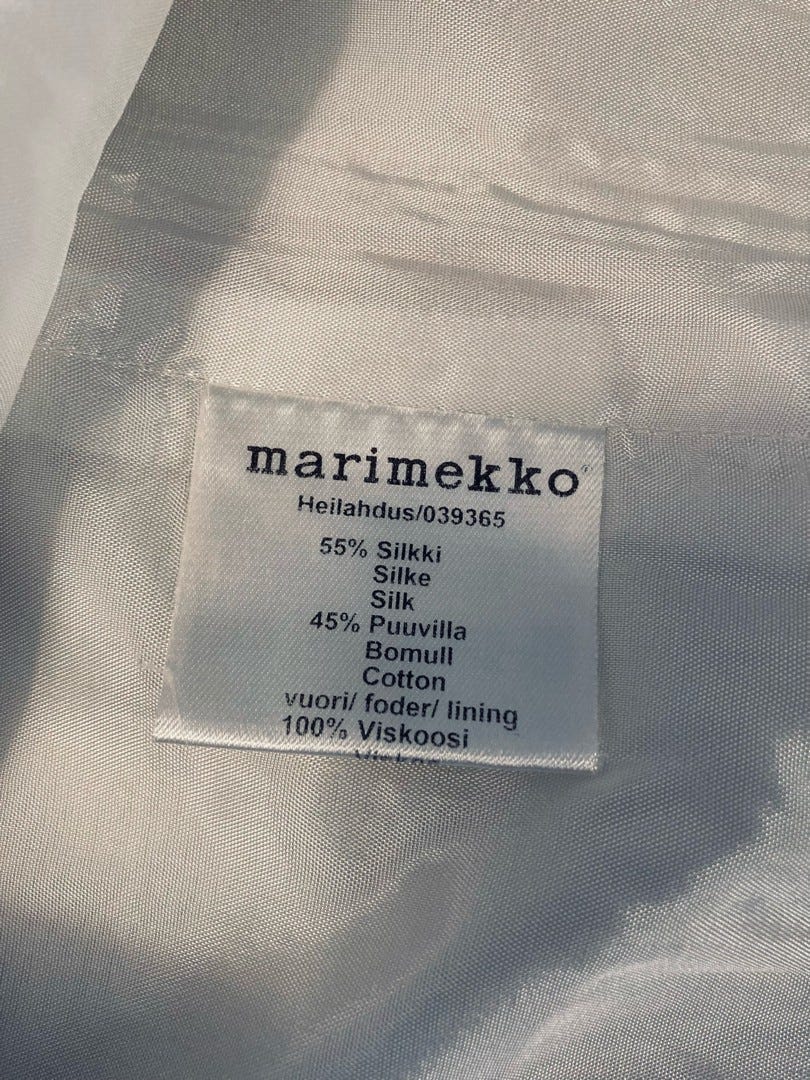 marimekko®
Heilahdus/039365
55% Silkki
Silke
Silk
45% Puuvilla
Bomull
Cotton
vuori/ foder/ lining
100% Viskoosi